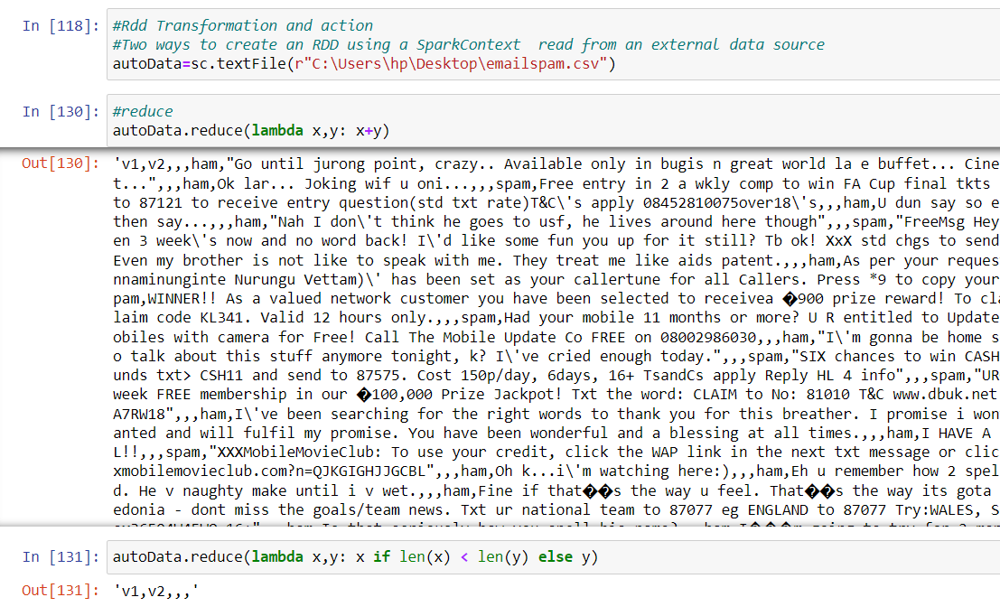 In [118]: #Rdd Transformation and action
#Two ways to create an RDD using a SparkContext  read from an external data source
autoData=sc.textFile(r"C:\Users\hp\Desktop\emailspam.csv")
In [130]: #reduce
autoData.reduce(lambda x,y: x+y)
Out[130]: 'v1,v2,,,ham,"Go until jurong point, crazy.. Available only in bugis n great world la e buffet... Cine
t...",,,ham,Ok lar... Joking wif u oni...,,,spam,Free entry in 2 a wkly comp to win FA Cup final tkts
to 87121 to receive entry question(std txt rate)T&C\'s apply 08452810075over18\'s,,,ham,U dun say so e
then say...,,,ham,"Nah I don\'t think he goes to usf, he lives around here though",,,spam,"FreeMsg Hey
en 3 week\'s now and no word back! I\'d like some fun you up for it still? Tb ok! XxX std chgs to send
Even my brother is not like to speak with me. They treat me like aids patent.,,,ham,As per your reques
nnaminunginte Nurungu Vettam)\' has been set as your callertune for all Callers. Press *9 to copy your
pam,WINNER!! As a valued network customer you have been selected to receivea �900 prize reward! To cla
laim code KL341. Valid 12 hours only.,,,spam,Had your mobile 11 months or more? U R entitled to Update
obiles with camera for Free! Call The Mobile Update Co FREE on 08002986030,,,ham,"I\'m gonna be home s
o talk about this stuff anymore tonight, k? I\'ve cried enough today.",,,spam,"SIX chances to win CASH
unds txt> CSH11 and send to 87575. Cost 150p/day, 6days, 16+ TsandCs apply Reply HL 4 info",,,spam,"UR
week FREE membership in our �100,000 Prize Jackpot! Txt the word: CLAIM to No: 81010 T&C www.dbuk.net
A7RW18",,,ham,I\'ve been searching for the right words to thank you for this breather. I promise i won
anted and will fulfil my promise. You have been wonderful and a blessing at all times.,,,ham,I HAVE A
L!!,,,spam,"XXXMobileMovieClub: To use your credit, click the WAP link in the next txt message or clic
xmobilemovieclub.com?n=QJKGIGHJJGCBL",,,ham,Oh k...i\'m watching here:),,,ham,Eh u remember how 2 spel
d. He v naughty make until i v wet.,,,ham,Fine if that��s the way u feel. That��s the way its gota
edonia - dont miss the goals/team news. Txt ur national team to 87077 eg ENGLAND to 87077 Try:WALES, S
In [131]: autoData.reduce(lambda x,y: x if len(x) < len(y) else y)
Out[131]: 'v1,v2,,,'